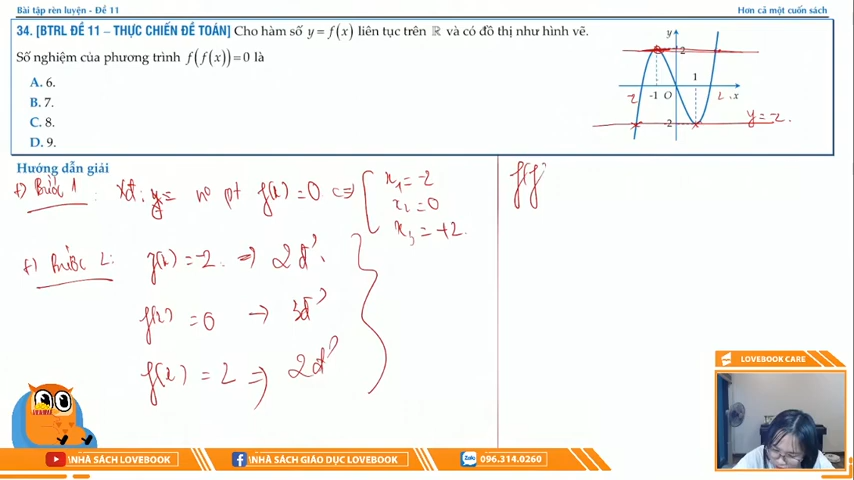 Bài tập rèn luyện - Đề 11
Hơn cả một cuốn sách
34. [BTRL ĐỀ 11 – THỰC CHIẾN ĐỀ TOÁN] Cho hàm số y = f(x) liên tục trên ℝ và có đồ thị như hình vẽ.
Số nghiệm của phương trình f(f(x)) = 0 là
A. 6.
B. 7.
C. 8.
D. 9.
y
2
1
2 -1 O 2 x
-2
y = -2.
Hướng dẫn giải
+) Bước 1 : Xđ: y = no pt f(x) = 0 <=> { x₁ = -2
x₂ = 0
x₃ = +2.
+) Bước 2: f(x) = -2. => 2đ'.
f(x) = 0 -> 3đ'
f(x) = 2 => 2đ'
f(f'
LOVEBOOK CARE
NHÀ SÁCH LOVEBOOK
NHÀ SÁCH GIÁO DỤC LOVEBOOK
Zalo 096.314.0260